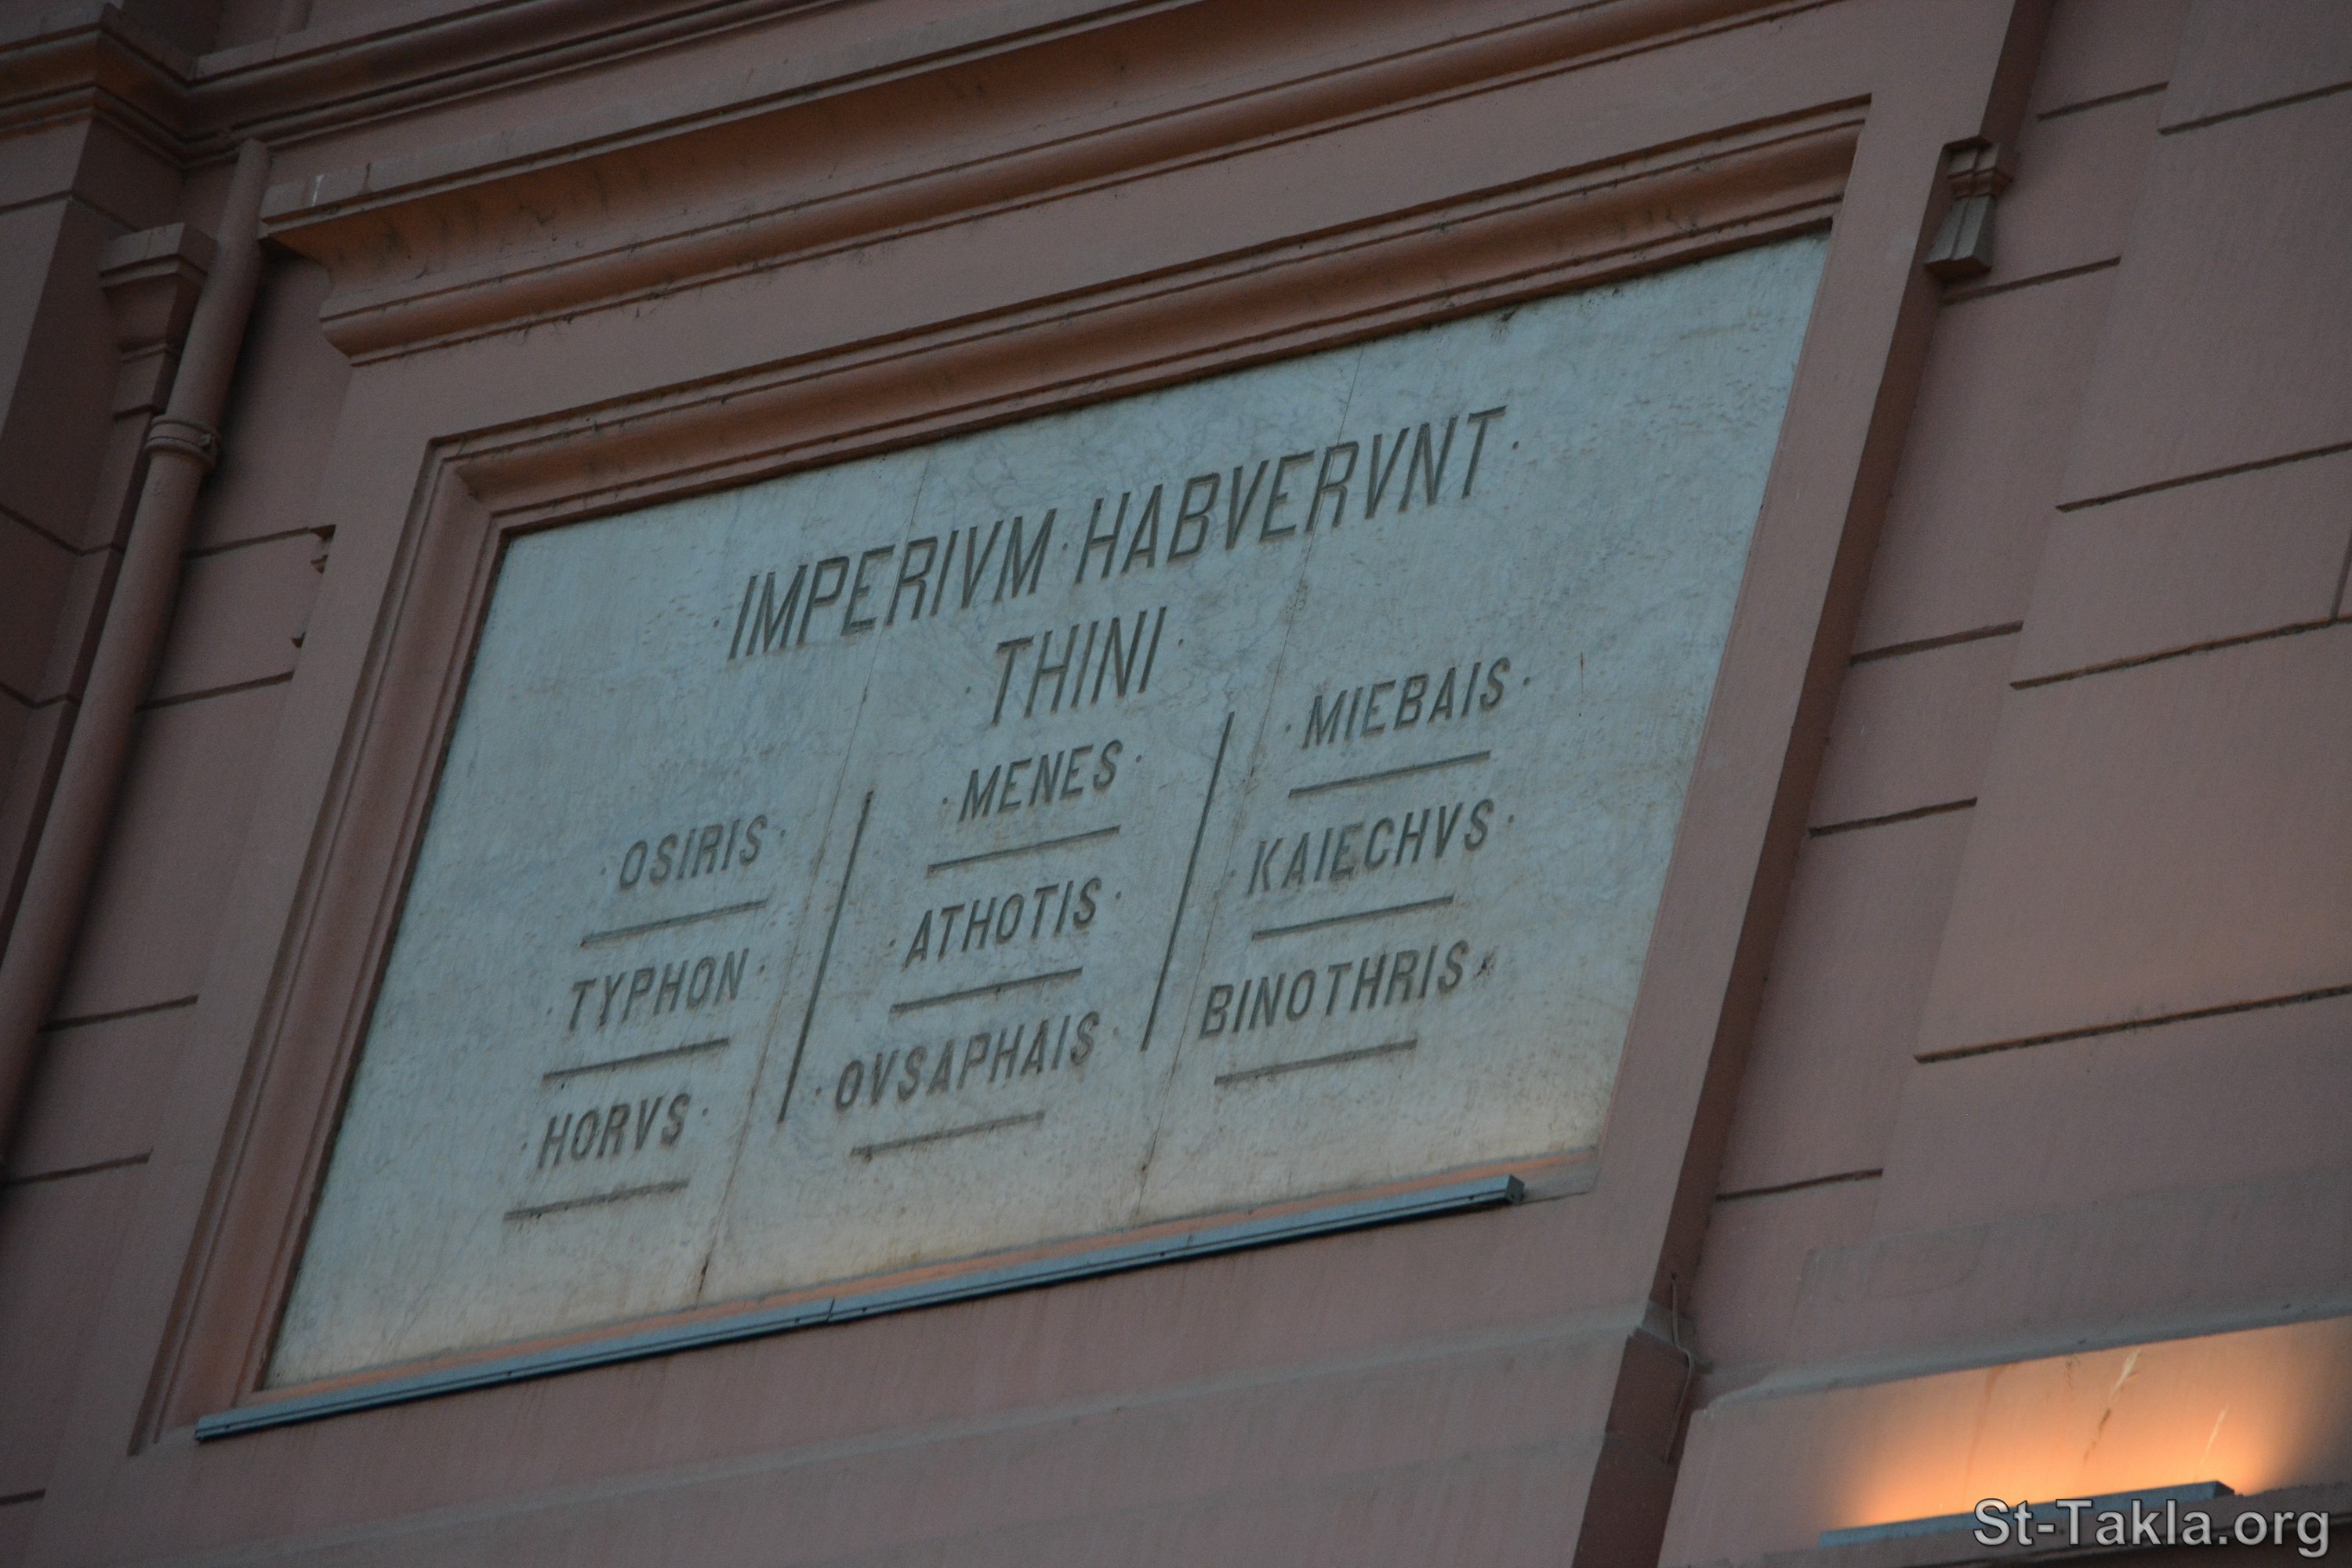 ·IMPERIVM·HABVERVNT·
·THINI·
·OSIRIS·
·TYPHON·
·HORVS·
·MENES·
·ATHOTIS·
·OVSAPHAIS·
·MIEBAIS·
·KAIECHVS·
BINOTHRIS·
St-Takla.org